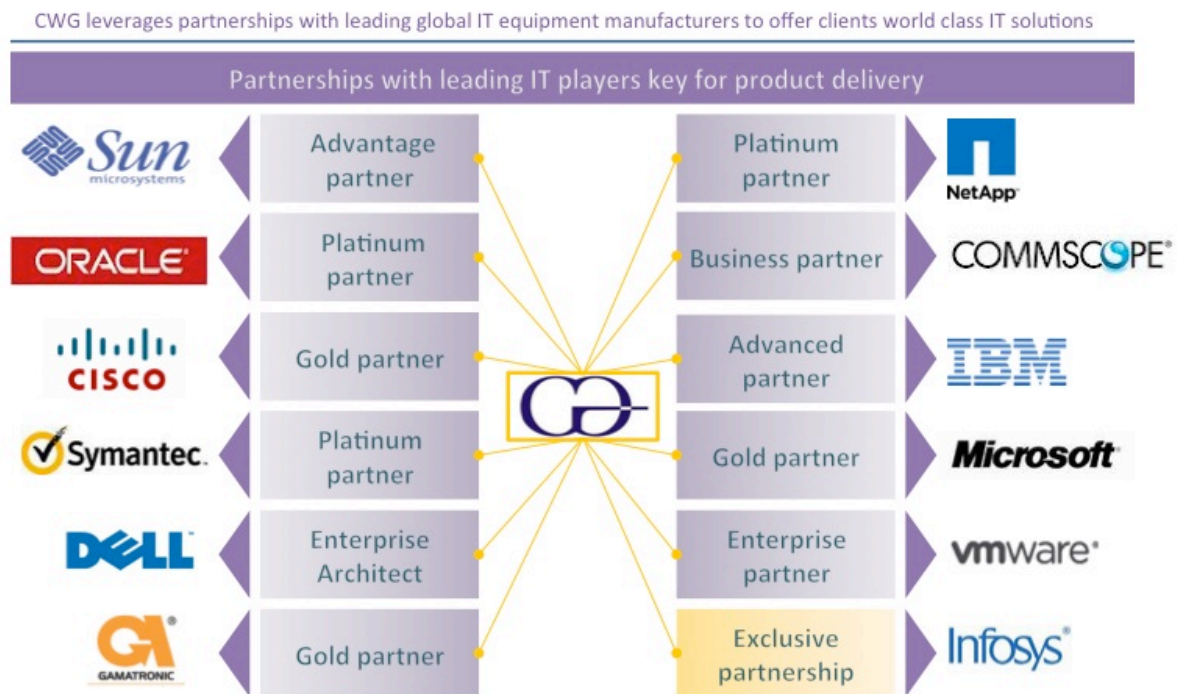 CWG leverages partnerships with leading global IT equipment manufacturers to offer clients world class IT solutions
Partnerships with leading IT players key for product delivery
Sun
microsystems
Advantage
partner
Platinum
partner
NetApp™
ORACLE®
Platinum
partner
Business partner
COMMSCOPE®
CISCO
Gold partner
Advanced
partner
IBM
Symantec.
Platinum
partner
Gold partner
Microsoft
DELL
Enterprise
Architect
Enterprise
partner
vmware®
GA®
GAMATRONIC
Gold partner
Exclusive
partnership
Infosys®